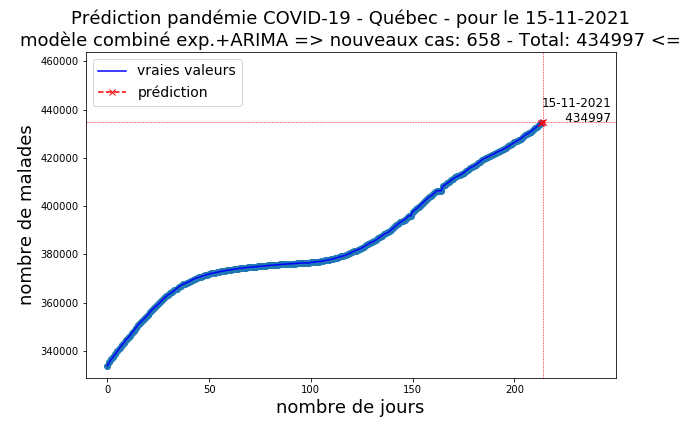 Prédiction pandémie COVID-19 - Québec - pour le 15-11-2021
modèle combiné exp.+ARIMA => nouveaux cas: 658 - Total: 434997 <=
vraies valeurs
prédiction
15-11-2021
434997
nombre de malades
460000
440000
420000
400000
380000
360000
340000
0 50 100 150 200
nombre de jours